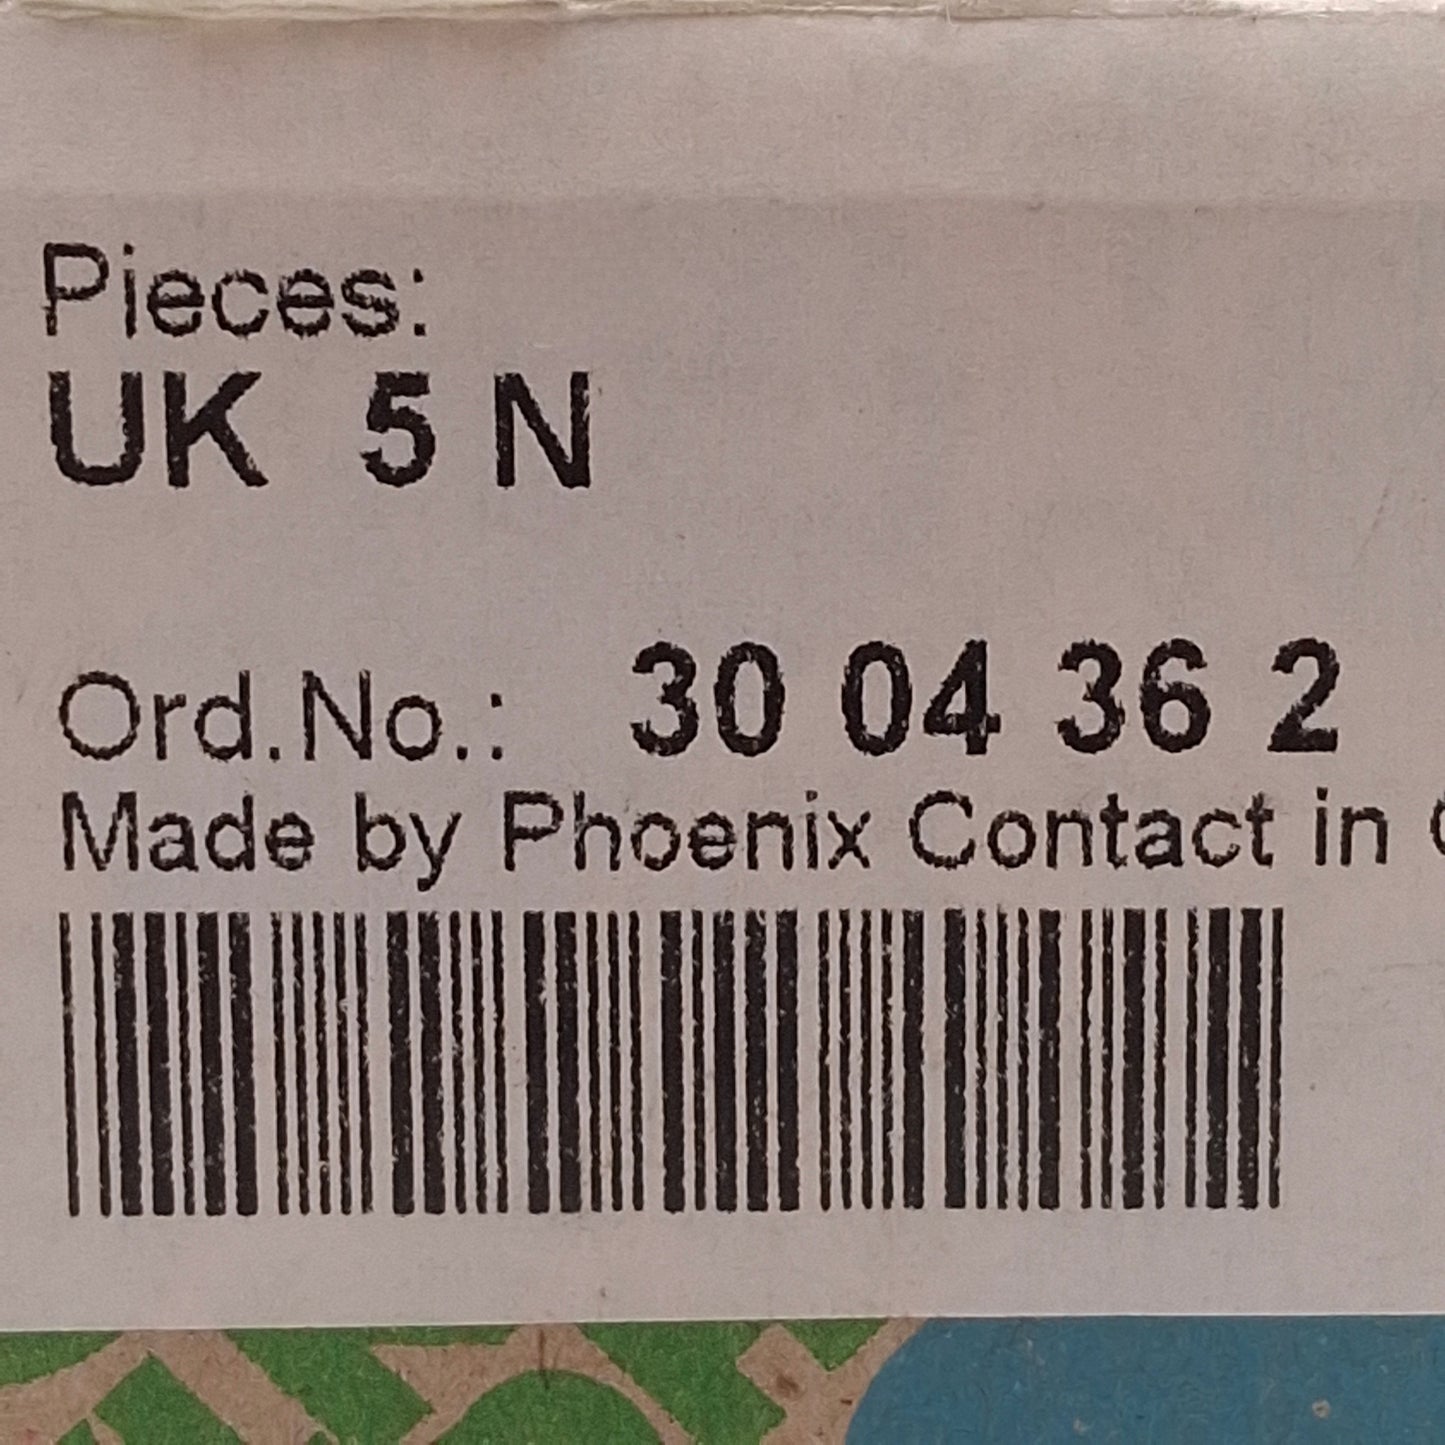 Pieces:
UK 5 N
Ord.No.: 30 04 36 2
Made by Phoenix Contact in